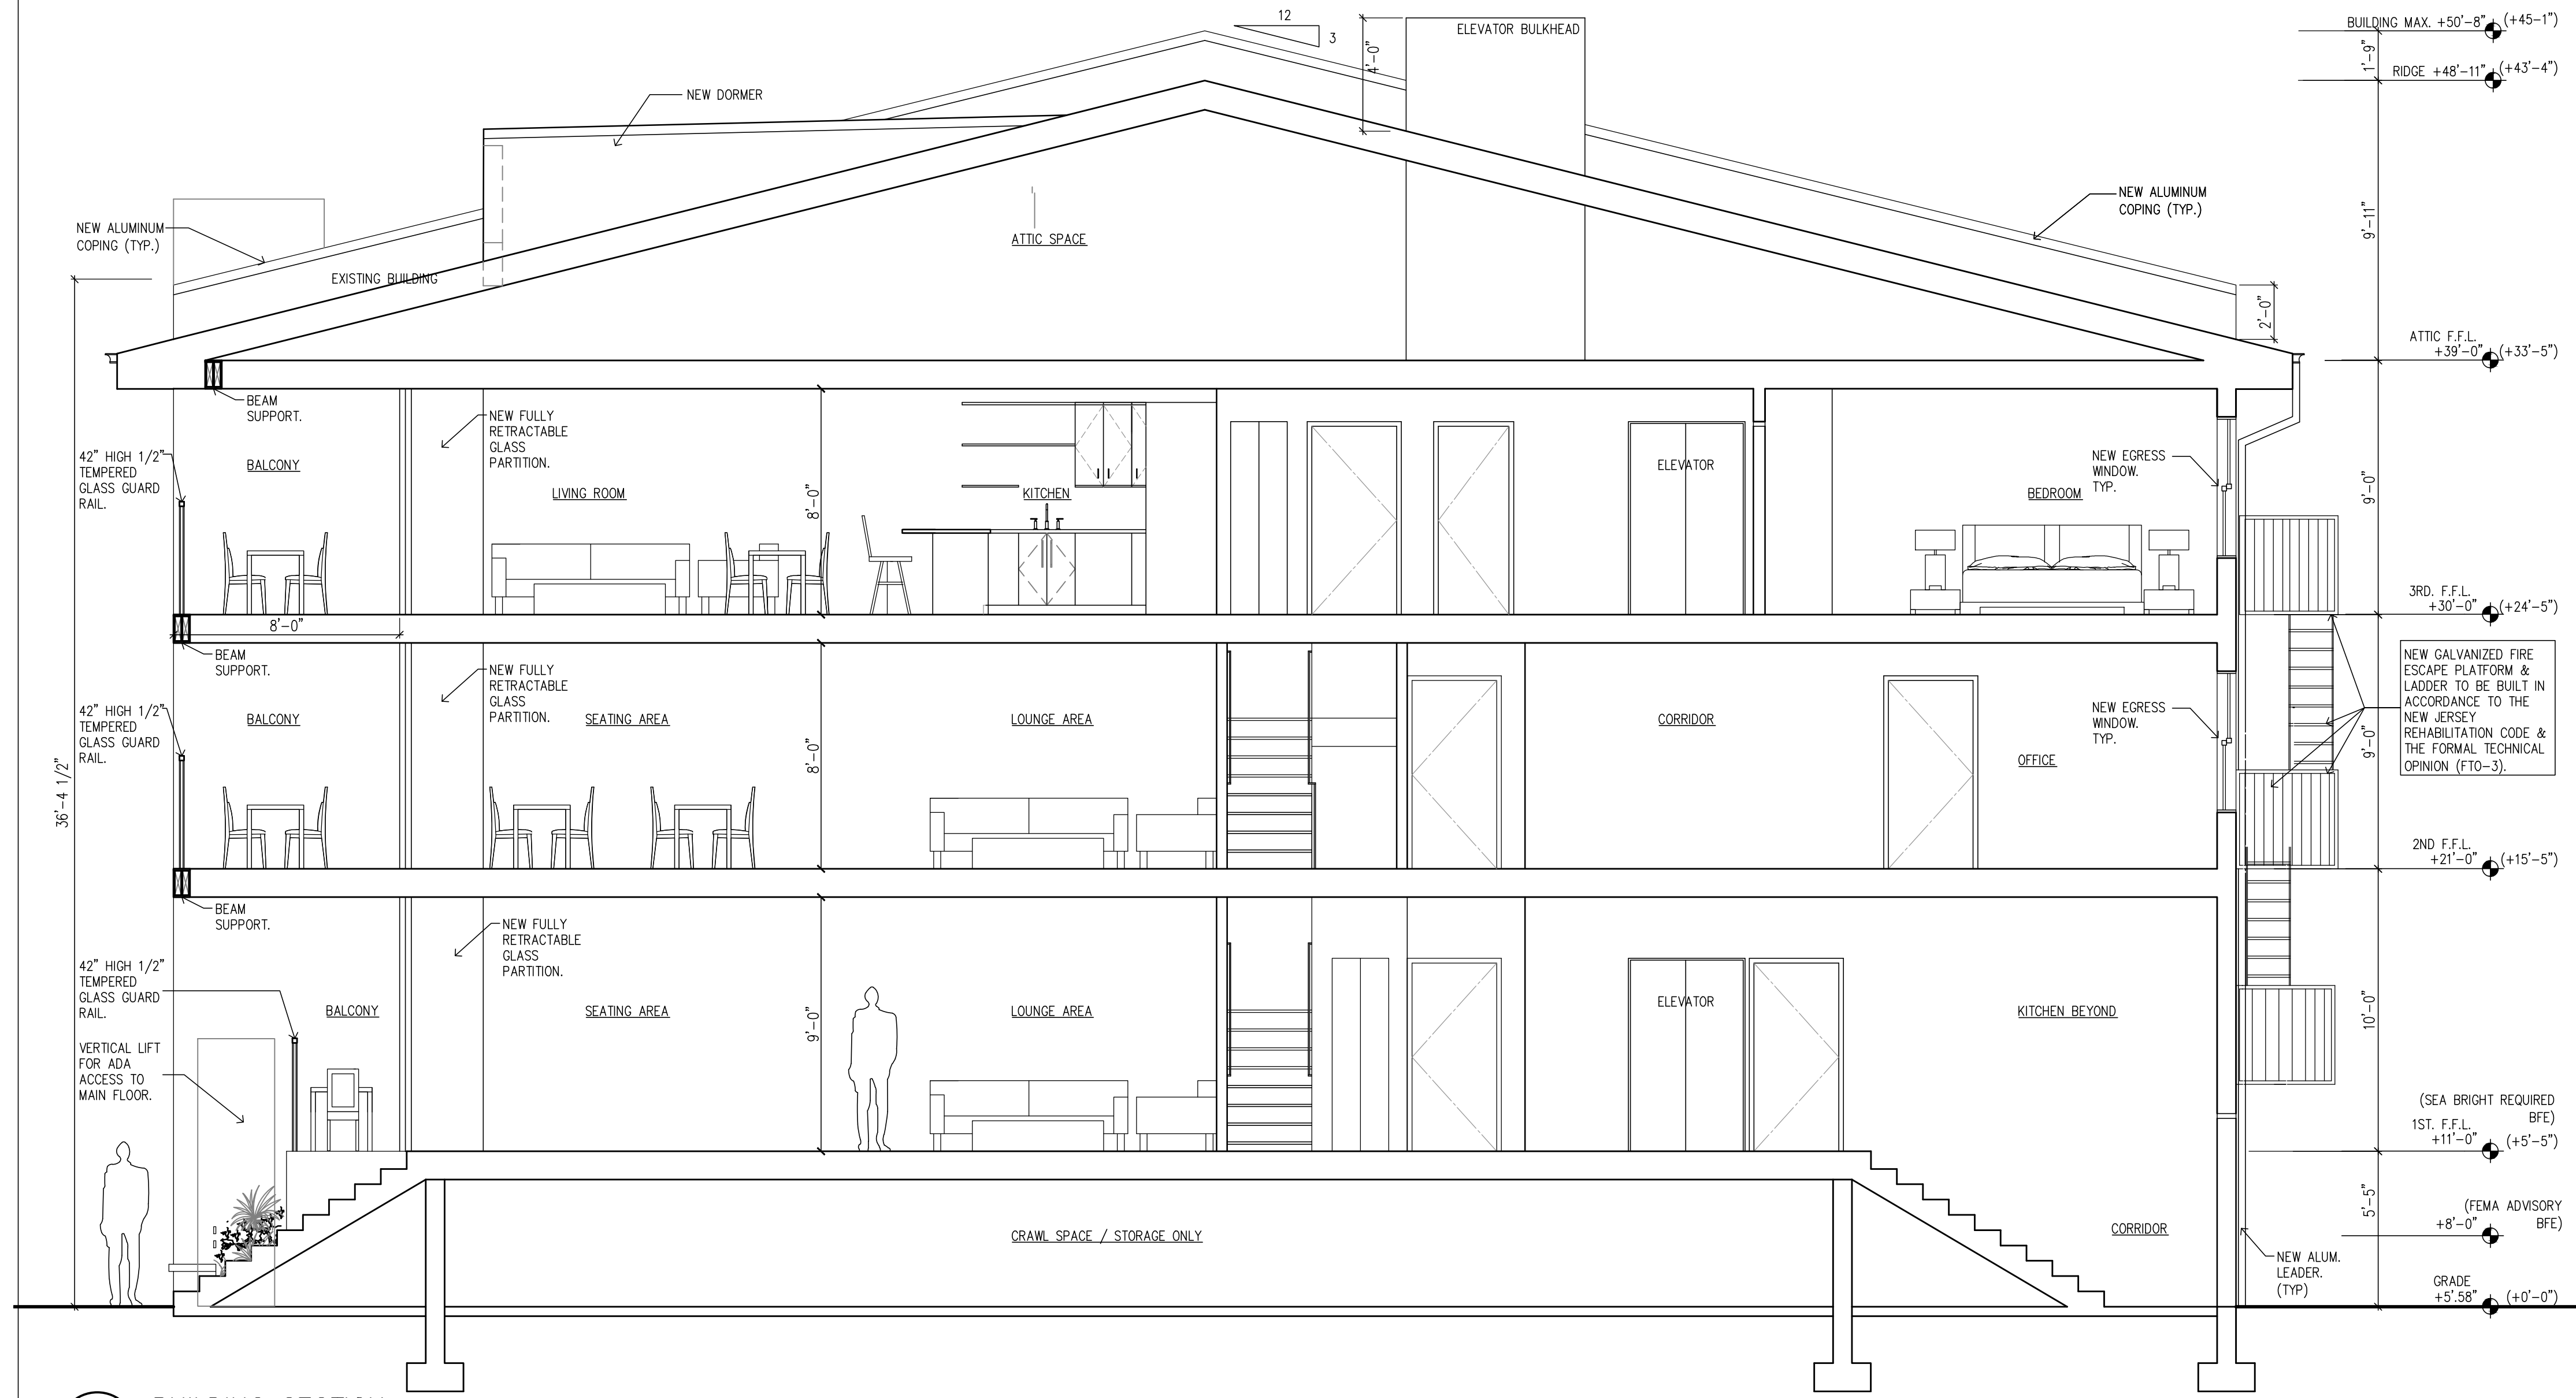 12
3
4'-0"
ELEVATOR BULKHEAD
BUILDING MAX. +50'-8" (+45-1")
1'-9"
RIDGE +48'-11" (+43'-4")
NEW DORMER
NEW ALUMINUM
COPING (TYP.)
NEW ALUMINUM
COPING (TYP.)
9'-11"
ATTIC SPACE
EXISTING BUILDING
2'-0"
ATTIC F.F.L.
+39'-0" (+33'-5")
BEAM
SUPPORT.
NEW FULLY
RETRACTABLE
GLASS
PARTITION.
42" HIGH 1/2"
TEMPERED
GLASS GUARD
RAIL.
BALCONY
LIVING ROOM
8'-0"
KITCHEN
ELEVATOR
BEDROOM
NEW EGRESS
WINDOW.
TYP.
9'-0"
3RD. F.F.L.
+30'-0" (+24'-5")
8'-0"
BEAM
SUPPORT.
NEW FULLY
RETRACTABLE
GLASS
PARTITION.
42" HIGH 1/2"
TEMPERED
GLASS GUARD
RAIL.
BALCONY
SEATING AREA
8'-0"
LOUNGE AREA
CORRIDOR
OFFICE
NEW EGRESS
WINDOW.
TYP.
9'-0"
NEW GALVANIZED FIRE
ESCAPE PLATFORM &
LADDER TO BE BUILT IN
ACCORDANCE TO THE
NEW JERSEY
REHABILITATION CODE &
THE FORMAL TECHNICAL
OPINION (FTO-3).
36'-4 1/2"
2ND F.F.L.
+21'-0" (+15'-5")
BEAM
SUPPORT.
NEW FULLY
RETRACTABLE
GLASS
PARTITION.
42" HIGH 1/2"
TEMPERED
GLASS GUARD
RAIL.
BALCONY
SEATING AREA
9'-0"
LOUNGE AREA
ELEVATOR
KITCHEN BEYOND
10'-0"
VERTICAL LIFT
FOR ADA
ACCESS TO
MAIN FLOOR.
(SEA BRIGHT REQUIRED
BFE)
1ST. F.F.L.
+11'-0" (+5'-5")
5'-5"
(FEMA ADVISORY
+8'-0" BFE)
CRAWL SPACE / STORAGE ONLY
CORRIDOR
NEW ALUM.
LEADER.
(TYP)
GRADE
+5'.58" (+0'-0")
BUILDING SECTION